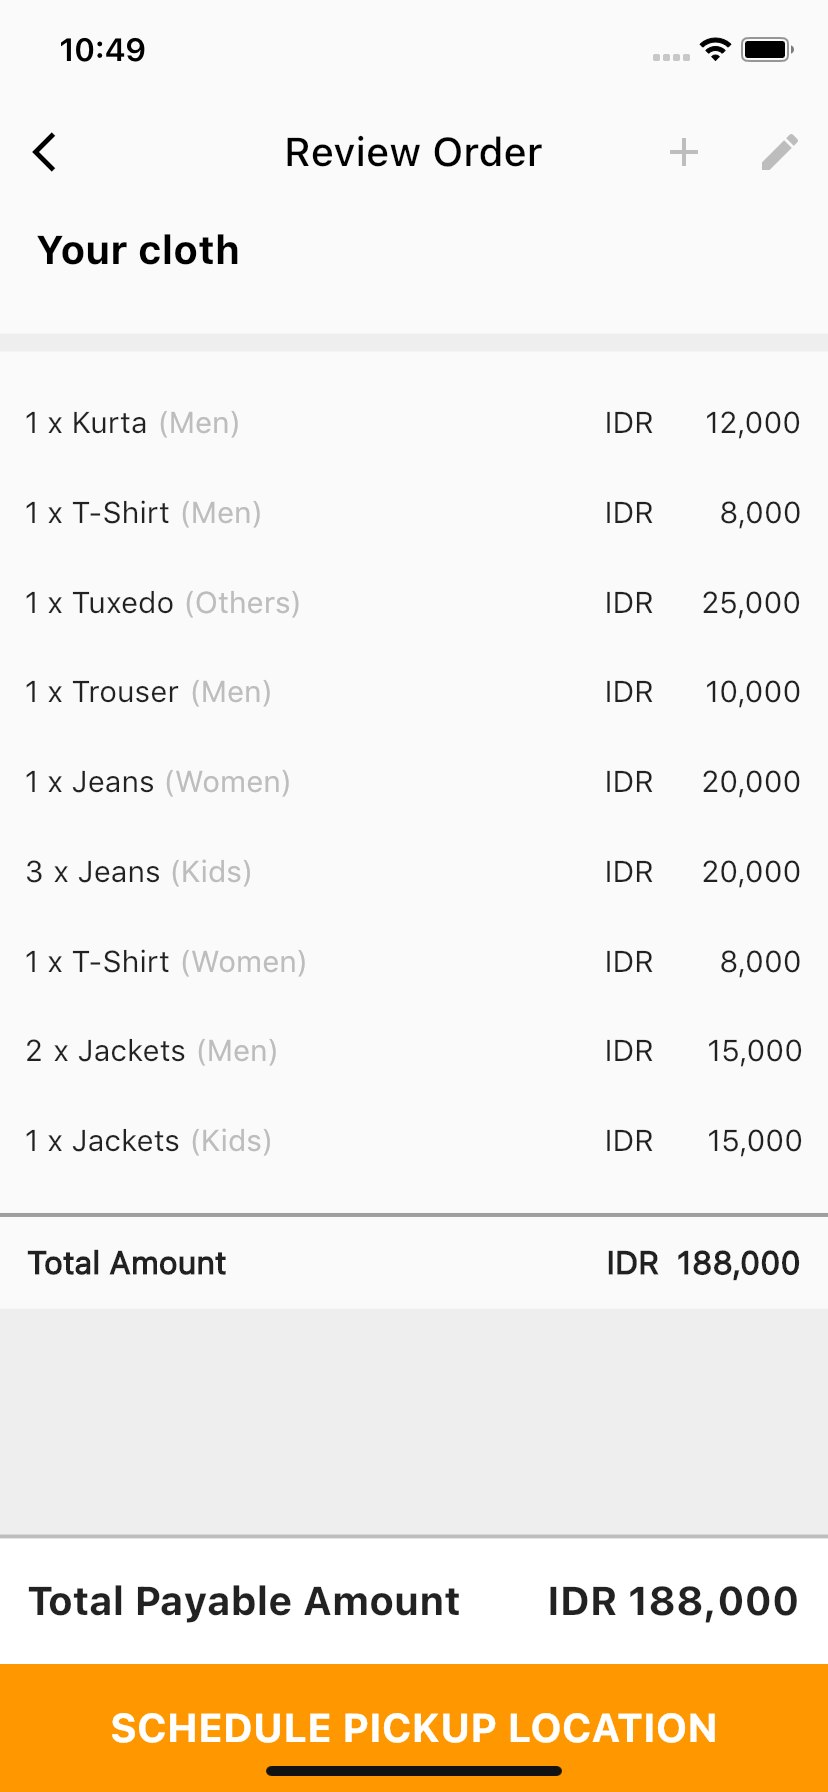 10:49
Review Order
Your cloth
1 x Kurta (Men) IDR 12,000
1 x T-Shirt (Men) IDR 8,000
1 x Tuxedo (Others) IDR 25,000
1 x Trouser (Men) IDR 10,000
1 x Jeans (Women) IDR 20,000
3 x Jeans (Kids) IDR 20,000
1 x T-Shirt (Women) IDR 8,000
2 x Jackets (Men) IDR 15,000
1 x Jackets (Kids) IDR 15,000
Total Amount IDR 188,000
Total Payable Amount IDR 188,000
SCHEDULE PICKUP LOCATION